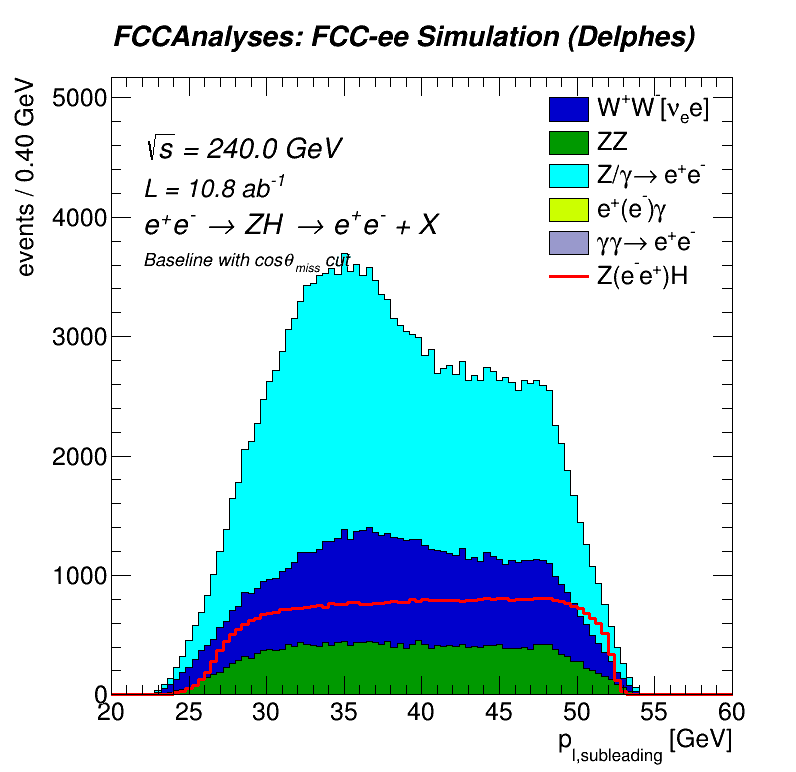 FCCAnalyses: FCC-ee Simulation (Delphes)
events / 0.40 GeV
5000
4000
3000
2000
1000
0
√s = 240.0 GeV
L = 10.8 ab⁻¹
e⁺e⁻ → ZH → e⁺e⁻ + X
Baseline with cosθ_miss cut
W⁺W⁻[νₑe]
ZZ
Z/γ→ e⁺e⁻
e⁺(e⁻)γ
γγ→ e⁺e⁻
Z(e⁻e⁺)H
20 25 30 35 40 45 50 55 60
p_l,subleading [GeV]